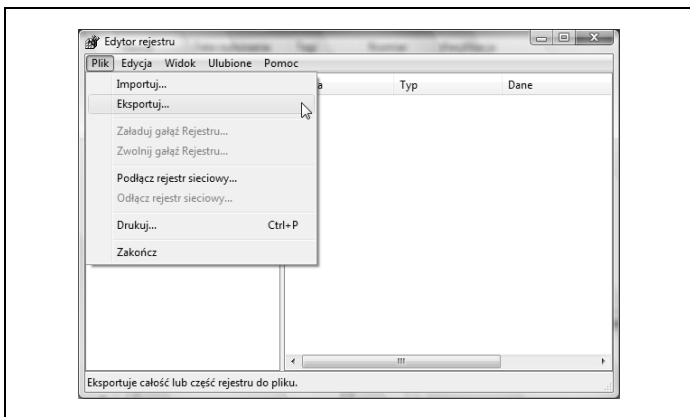 Edytor rejestru
Plik Edycja Widok Ulubione Pomoc
Importuj... a Typ Dane
Eksportuj...
Załaduj gałąź Rejestru...
Zwolnij gałąź Rejestru...
Podłącz rejestr sieciowy...
Odłącz rejestr sieciowy...
Drukuj... Ctrl+P
Zakończ
Eksportuje całość lub część rejestru do pliku.